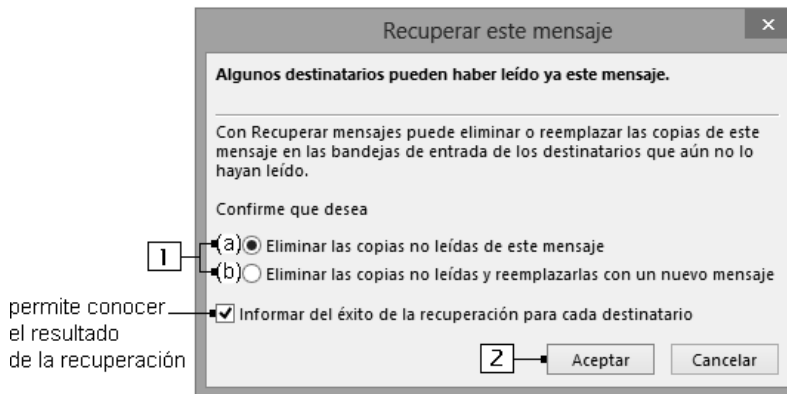 Recuperar este mensaje
Algunos destinatarios pueden haber leído ya este mensaje.
Con Recuperar mensajes puede eliminar o reemplazar las copias de este
mensaje en las bandejas de entrada de los destinatarios que aún no lo
hayan leído.
Confirme que desea
1 (a) Eliminar las copias no leídas de este mensaje
(b) Eliminar las copias no leídas y reemplazarlas con un nuevo mensaje
permite conocer
el resultado
de la recuperación
Informar del éxito de la recuperación para cada destinatario
2 Aceptar Cancelar